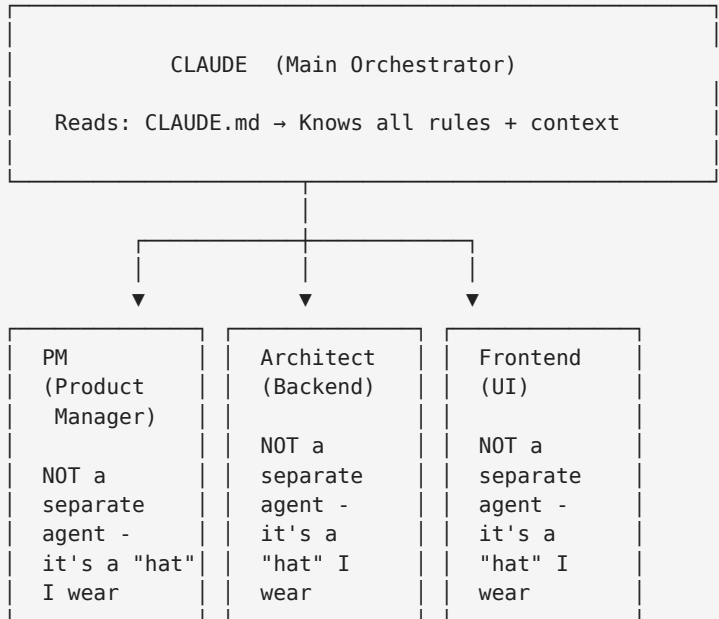 CLAUDE (Main Orchestrator)
Reads: CLAUDE.md → Knows all rules + context
PM
(Product
Manager)
NOT a
separate
agent -
it's a "hat"
I wear
Architect
(Backend)
NOT a
separate
agent -
it's a
"hat" I
wear
Frontend
(UI)
NOT a
separate
agent -
it's a
"hat" I
wear